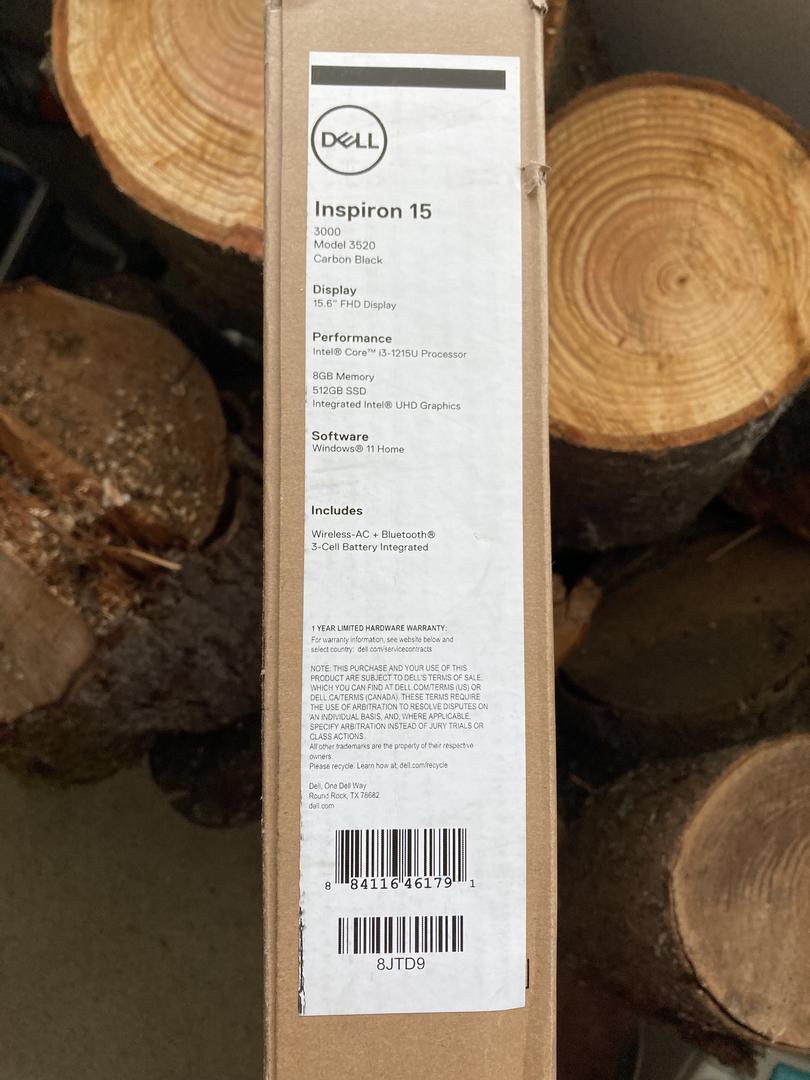 DELL
Inspiron 15
3000
Model 3520
Carbon Black
Display
15.6" FHD Display
Performance
Intel® Core™ i3-1215U Processor
8GB Memory
512GB SSD
Integrated Intel® UHD Graphics
Software
Windows® 11 Home
Includes
Wireless-AC + Bluetooth®
3-Cell Battery Integrated
1 YEAR LIMITED HARDWARE WARRANTY:
For warranty information, see website below and
select country: dell.com/servicecontracts
NOTE: THIS PURCHASE AND YOUR USE OF THIS
PRODUCT ARE SUBJECT TO DELL'S TERMS OF SALE,
WHICH YOU CAN FIND AT DELL.COM/TERMS (US) OR
DELL.CA/TERMS (CANADA). THESE TERMS REQUIRE
THE USE OF ARBITRATION TO RESOLVE DISPUTES ON
AN INDIVIDUAL BASIS, AND, WHERE APPLICABLE,
SPECIFY ARBITRATION INSTEAD OF JURY TRIALS OR
CLASS ACTIONS.
All other trademarks are the property of their respective
owners.
Please recycle. Learn how at: dell.com/recycle
Dell, One Dell Way
Round Rock, TX 78682
dell.com
8 84116 46179 1
8JTD9